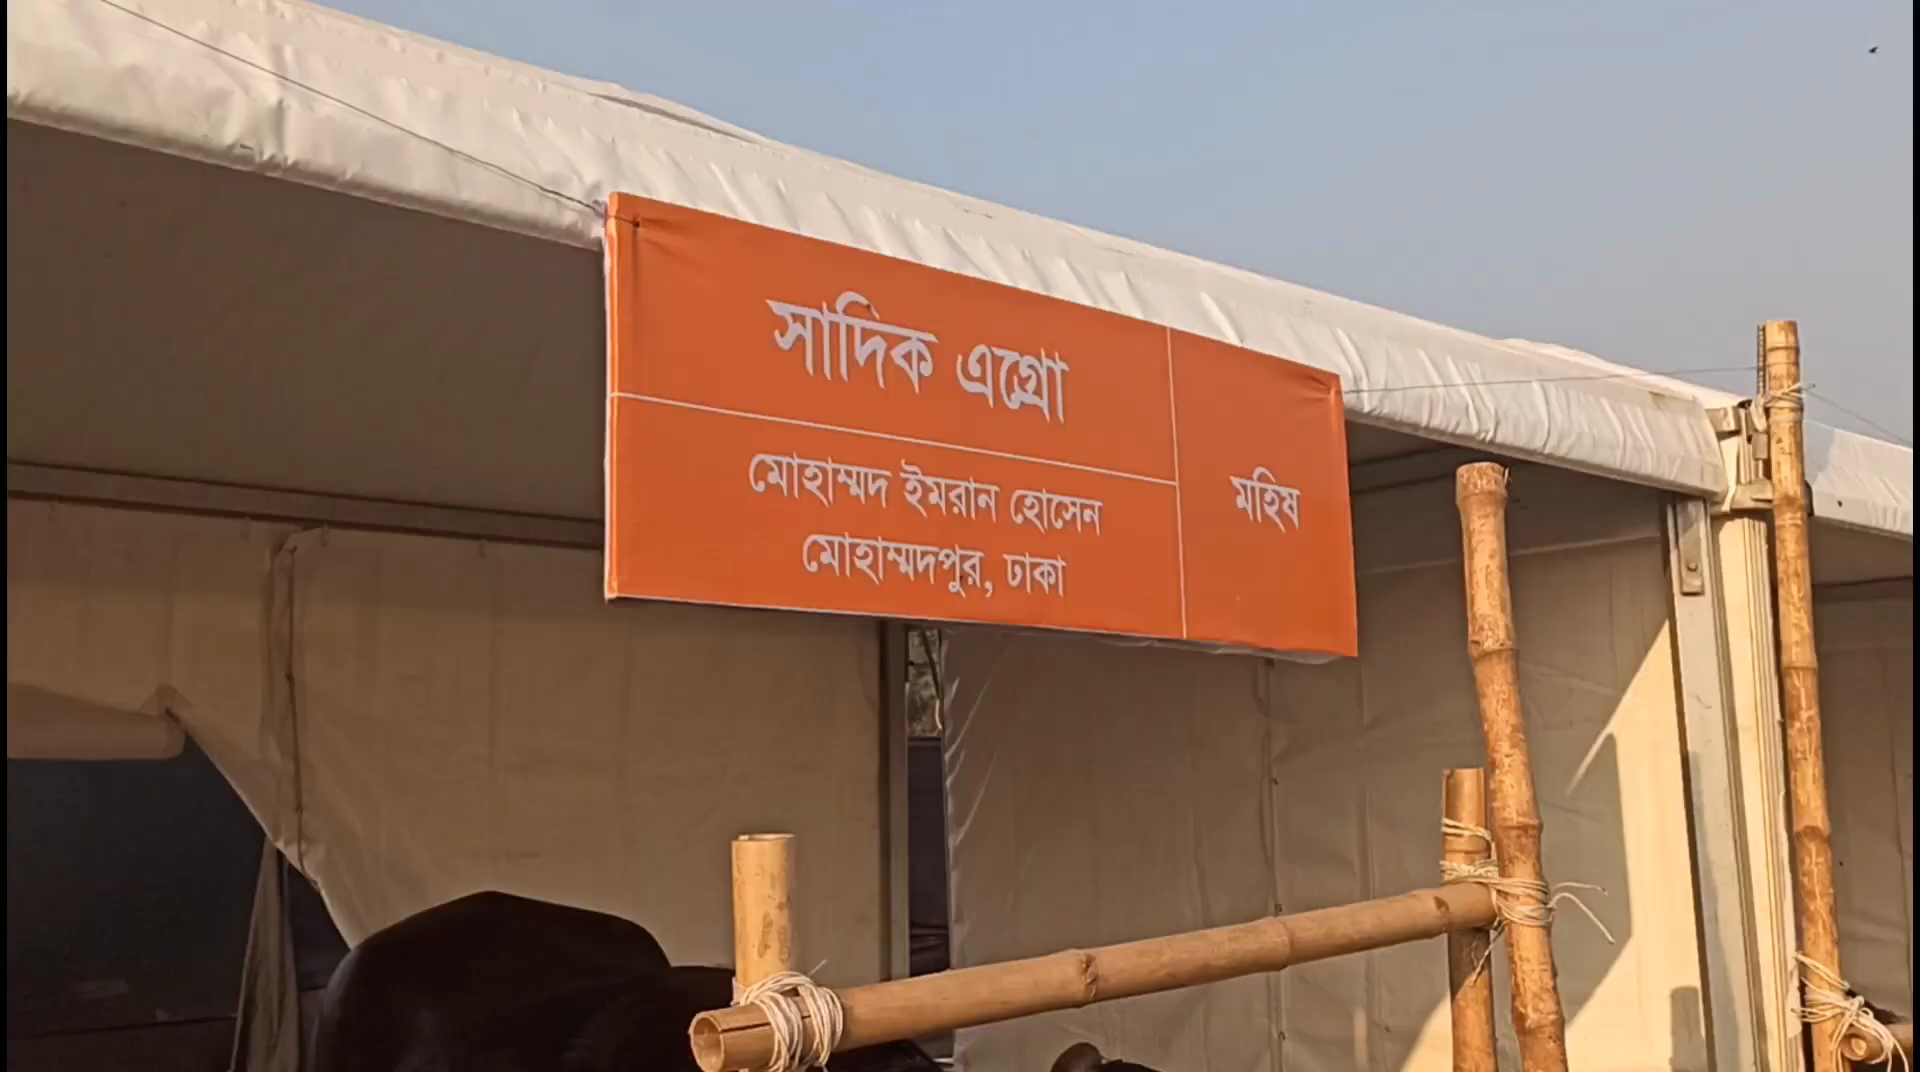 সাদিক এগ্রো
মোহাম্মদ ইমরান হোসেন
মোহাম্মদপুর, ঢাকা
মহিষ